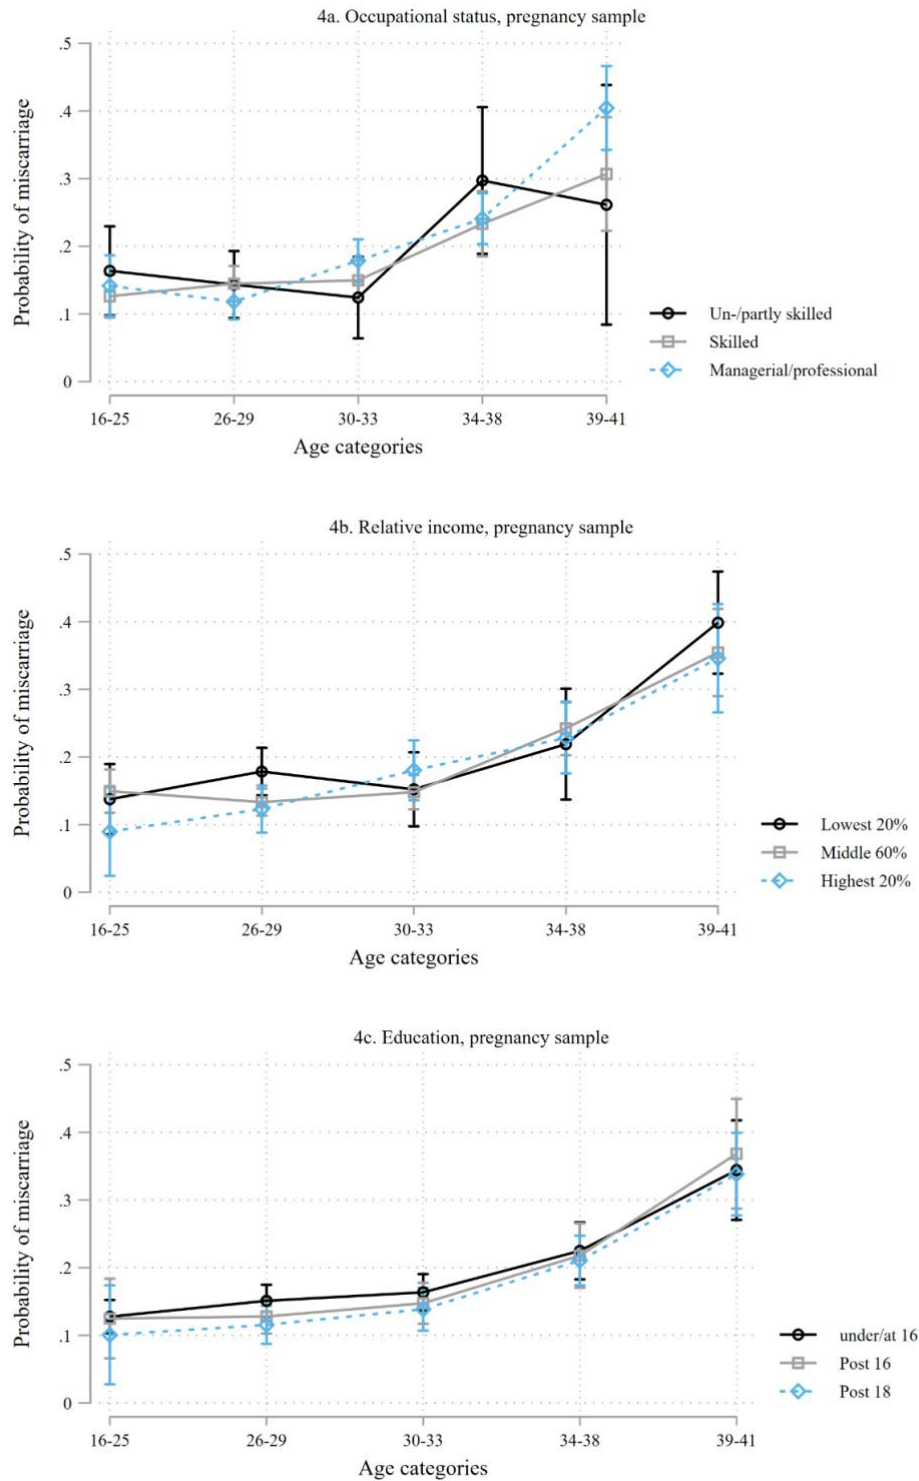 4a. Occupational status, pregnancy sample
Probability of miscarriage
.5
.4
.3
.2
.1
0
16-25 26-29 30-33 34-38 39-41
Age categories
Un-/partly skilled
Skilled
Managerial/professional
4b. Relative income, pregnancy sample
Probability of miscarriage
.5
.4
.3
.2
.1
0
16-25 26-29 30-33 34-38 39-41
Age categories
Lowest 20%
Middle 60%
Highest 20%
4c. Education, pregnancy sample
Probability of miscarriage
.5
.4
.3
.2
.1
0
16-25 26-29 30-33 34-38 39-41
Age categories
under/at 16
Post 16
Post 18